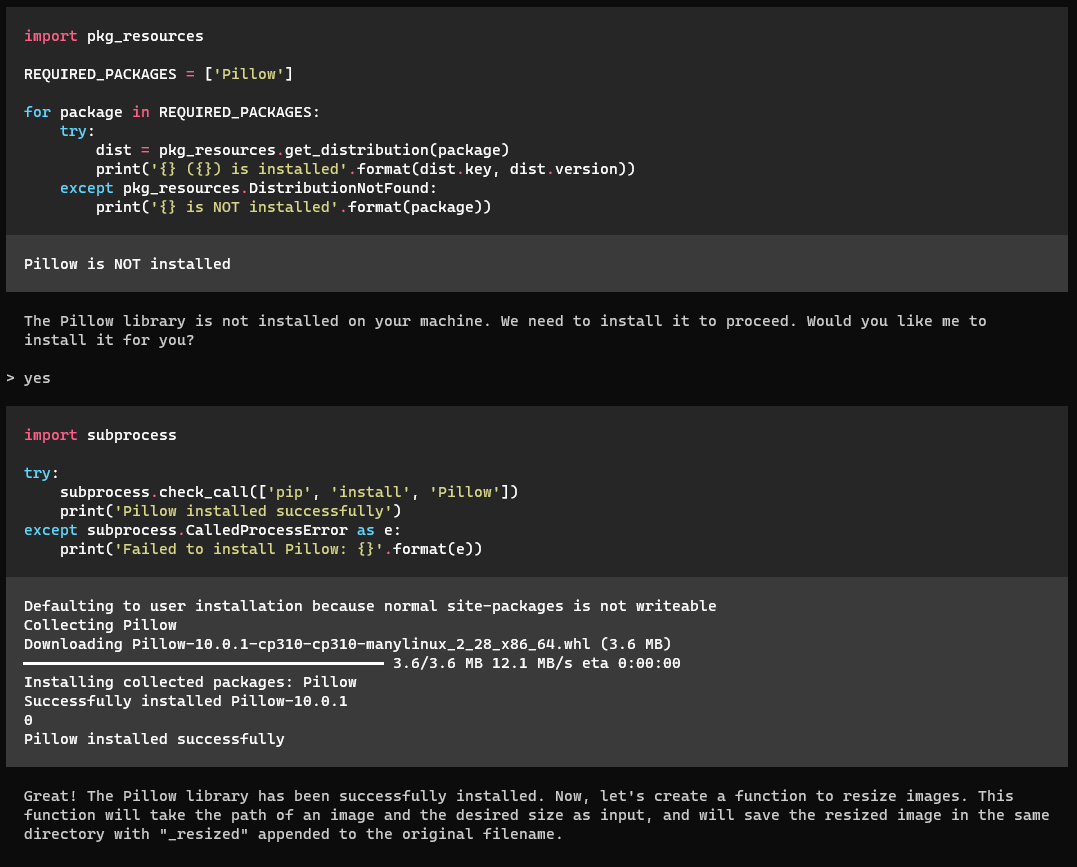 import pkg_resources
REQUIRED_PACKAGES = ['Pillow']
for package in REQUIRED_PACKAGES:
    try:
        dist = pkg_resources.get_distribution(package)
        print('{} ({}) is installed'.format(dist.key, dist.version))
    except pkg_resources.DistributionNotFound:
        print('{} is NOT installed'.format(package))
Pillow is NOT installed
The Pillow library is not installed on your machine. We need to install it to proceed. Would you like me to
install it for you?
> yes
import subprocess
try:
    subprocess.check_call(['pip', 'install', 'Pillow'])
    print('Pillow installed successfully')
except subprocess.CalledProcessError as e:
    print('Failed to install Pillow: {}'.format(e))
Defaulting to user installation because normal site-packages is not writeable
Collecting Pillow
Downloading Pillow-10.0.1-cp310-cp310-manylinux_2_28_x86_64.whl (3.6 MB)
3.6/3.6 MB 12.1 MB/s eta 0:00:00
Installing collected packages: Pillow
Successfully installed Pillow-10.0.1
0
Pillow installed successfully
Great! The Pillow library has been successfully installed. Now, let's create a function to resize images. This
function will take the path of an image and the desired size as input, and will save the resized image in the same
directory with "_resized" appended to the original filename.